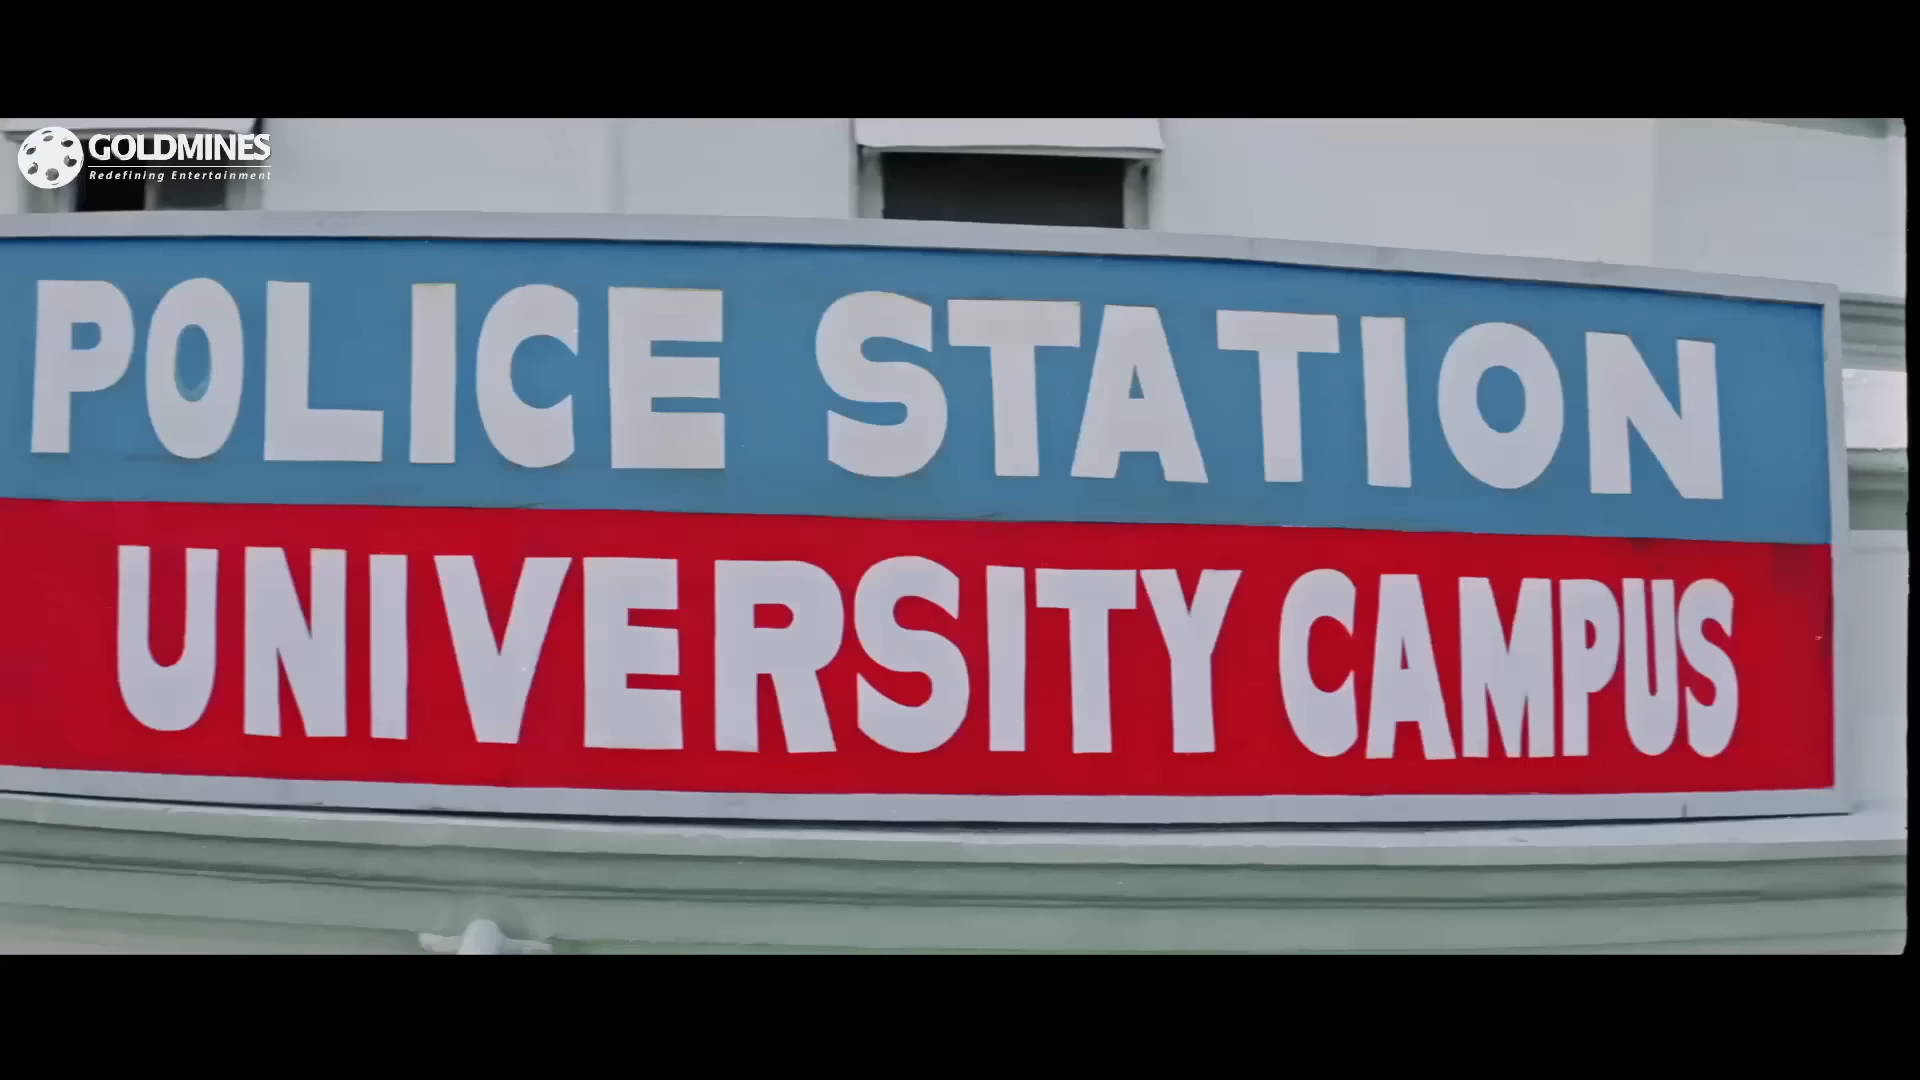 GOLDMINES
Redefining Entertainment
POLICE STATION
UNIVERSITY CAMPUS